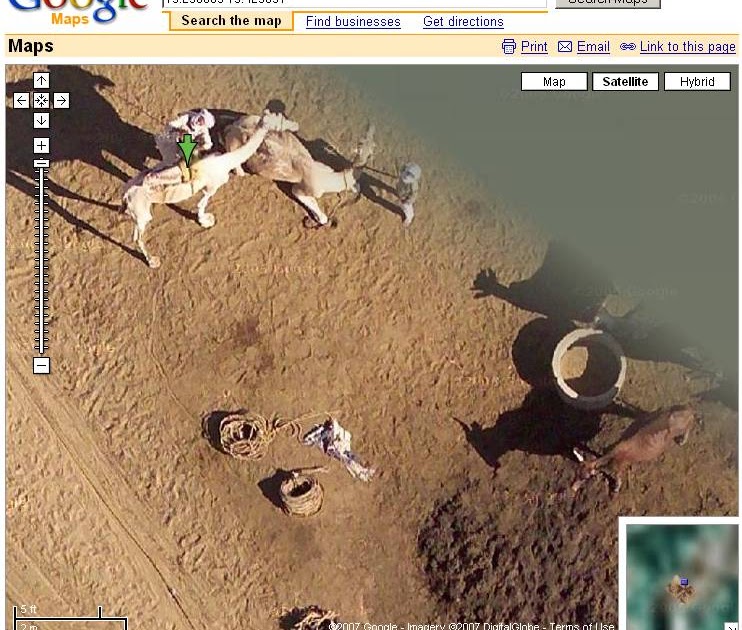 Google
Maps
Search Maps
Search the map Find businesses Get directions
Maps Print Email Link to this page
Map Satellite Hybrid
5 ft
2 m
©2007 Google - Imagery ©2007 DigitalGlobe - Terms of Use